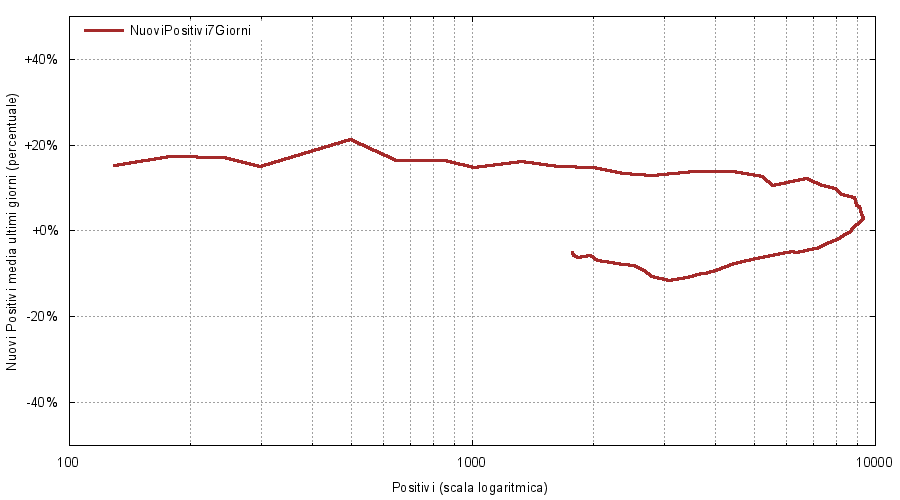 NuoviPositivi7Giorni
+40%
+20%
+0%
-20%
-40%
Nuovi Positivi media ultimi giorni (percentuale)
100
1000
10000
Positivi (scala logaritmica)